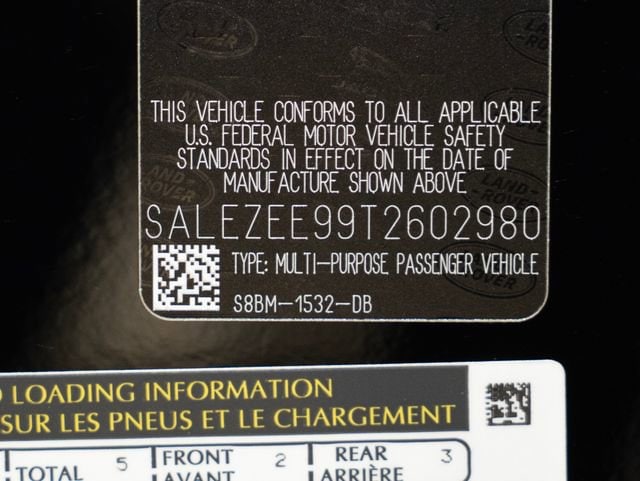 THIS VEHICLE CONFORMS TO ALL APPLICABLE
U.S. FEDERAL MOTOR VEHICLE SAFETY
STANDARDS IN EFFECT ON THE DATE OF
MANUFACTURE SHOWN ABOVE
SALEZEE99T2602980
TYPE: MULTI-PURPOSE PASSENGER VEHICLE
S8BM-1532-DB
LOADING INFORMATION
SUR LES PNEUS ET LE CHARGEMENT
TOTAL 5 FRONT 2 REAR 3
AVANT ARRIÈRE